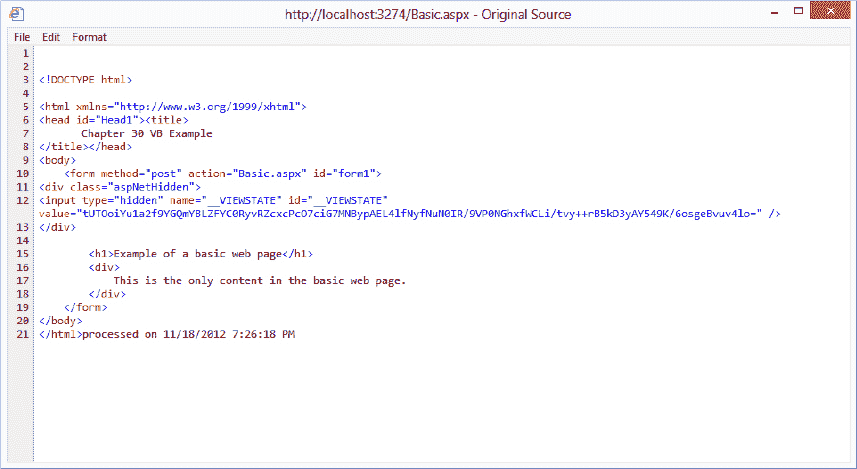 http://localhost:3274/Basic.aspx - Original Source
File Edit Format
1
2
3 <!DOCTYPE html>
4
5 <html xmlns="http://www.w3.org/1999/xhtml">
6 <head id="Head1"><title>
7 Chapter 30 VB Example
8 </title></head>
9 <body>
10 <form method="post" action="Basic.aspx" id="form1">
11 <div class="aspNetHidden">
12 <input type="hidden" name="__VIEWSTATE" id="__VIEWSTATE"
value="tUTOoiYu1a2f9YGQmYBLZFYC0RyvRZcxcPcO7ciG7MNBypAEL4lfNyfNuN0IR/9VP0NGhxfWCLi/tvy++rB5kD3yAY549K/6osgeBvuv4lo=" />
13 </div>
14
15 <h1>Example of a basic web page</h1>
16 <div>
17 This is the only content in the basic web page.
18 </div>
19 </form>
20 </body>
21 </html>processed on 11/18/2012 7:26:18 PM